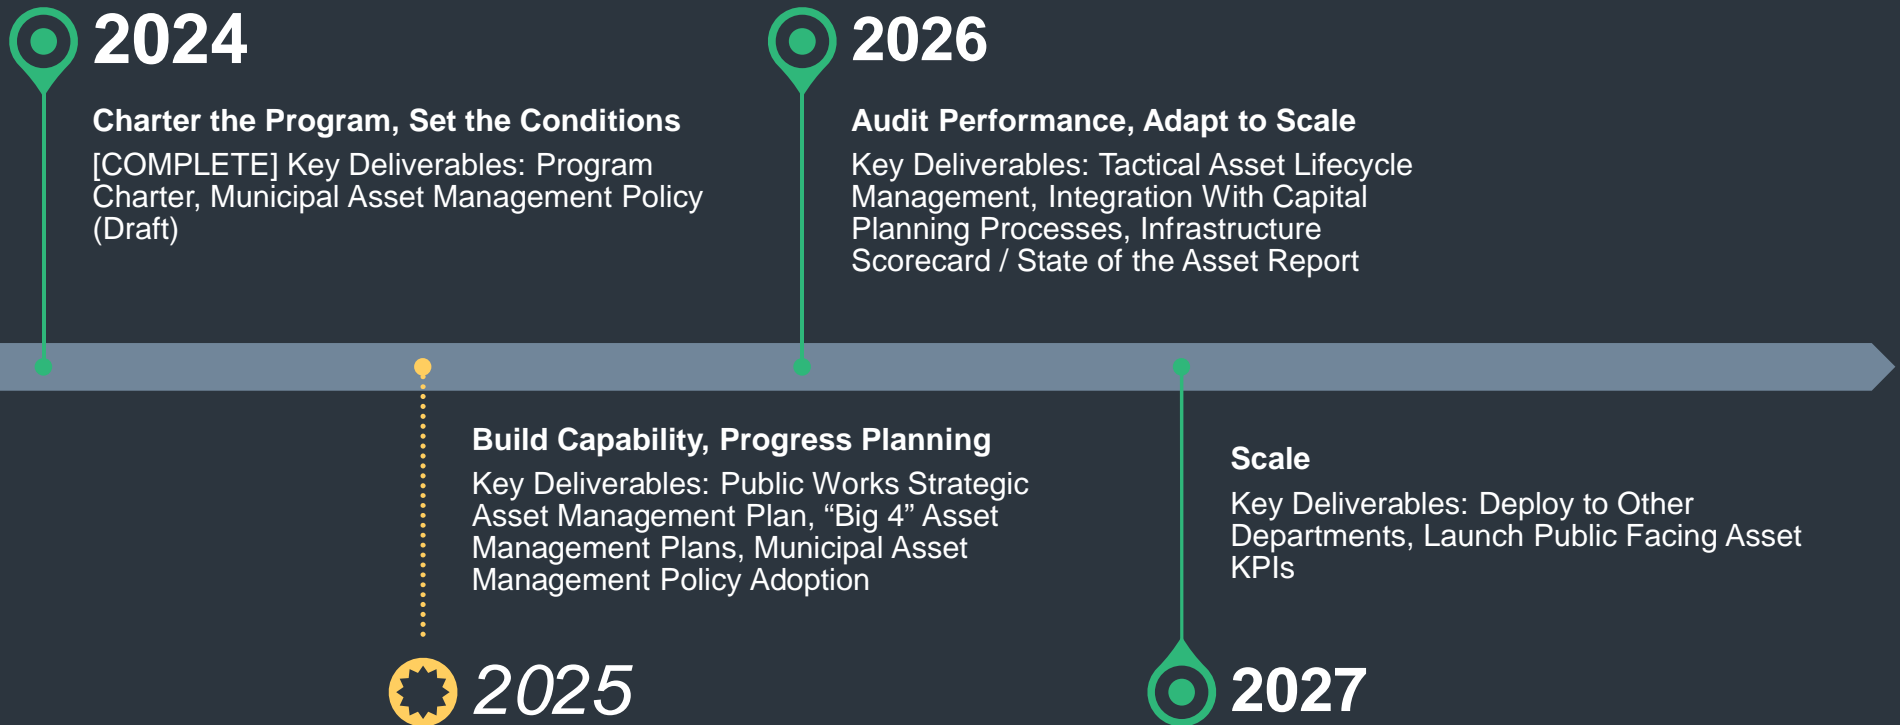 2024
Charter the Program, Set the Conditions
[COMPLETE] Key Deliverables: Program
Charter, Municipal Asset Management Policy
(Draft)
2026
Audit Performance, Adapt to Scale
Key Deliverables: Tactical Asset Lifecycle
Management, Integration With Capital
Planning Processes, Infrastructure
Scorecard / State of the Asset Report
Build Capability, Progress Planning
Key Deliverables: Public Works Strategic
Asset Management Plan, “Big 4” Asset
Management Plans, Municipal Asset
Management Policy Adoption
2025
Scale
Key Deliverables: Deploy to Other
Departments, Launch Public Facing Asset
KPIs
2027